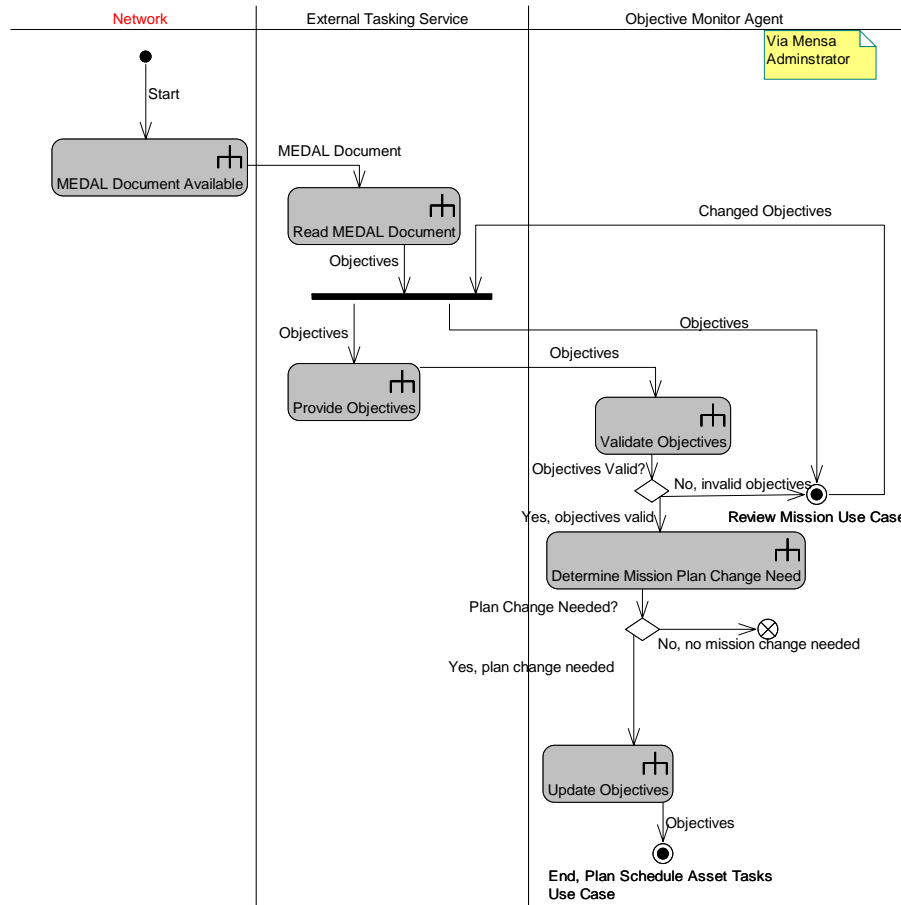 Network
External Tasking Service
Objective Monitor Agent
Via Mensa
Adminstrator
Start
MEDAL Document
MEDAL Document Available
Changed Objectives
Read MEDAL Document
Objectives
Objectives
Objectives
Objectives
Provide Objectives
Validate Objectives
Objectives Valid?
No, invalid objectives
Yes, objectives valid
Review Mission Use Case
Determine Mission Plan Change Need
Plan Change Needed?
No, no mission change needed
Yes, plan change needed
Update Objectives
Objectives
End, Plan Schedule Asset Tasks
Use Case